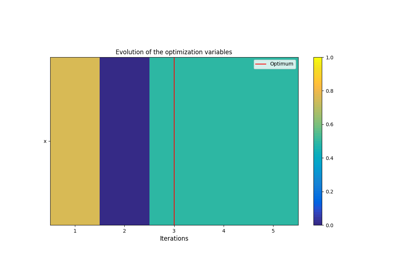 Evolution of the optimization variables
Optimum
x
1 2 3 4 5
Iterations
1.0
0.8
0.6
0.4
0.2
0.0